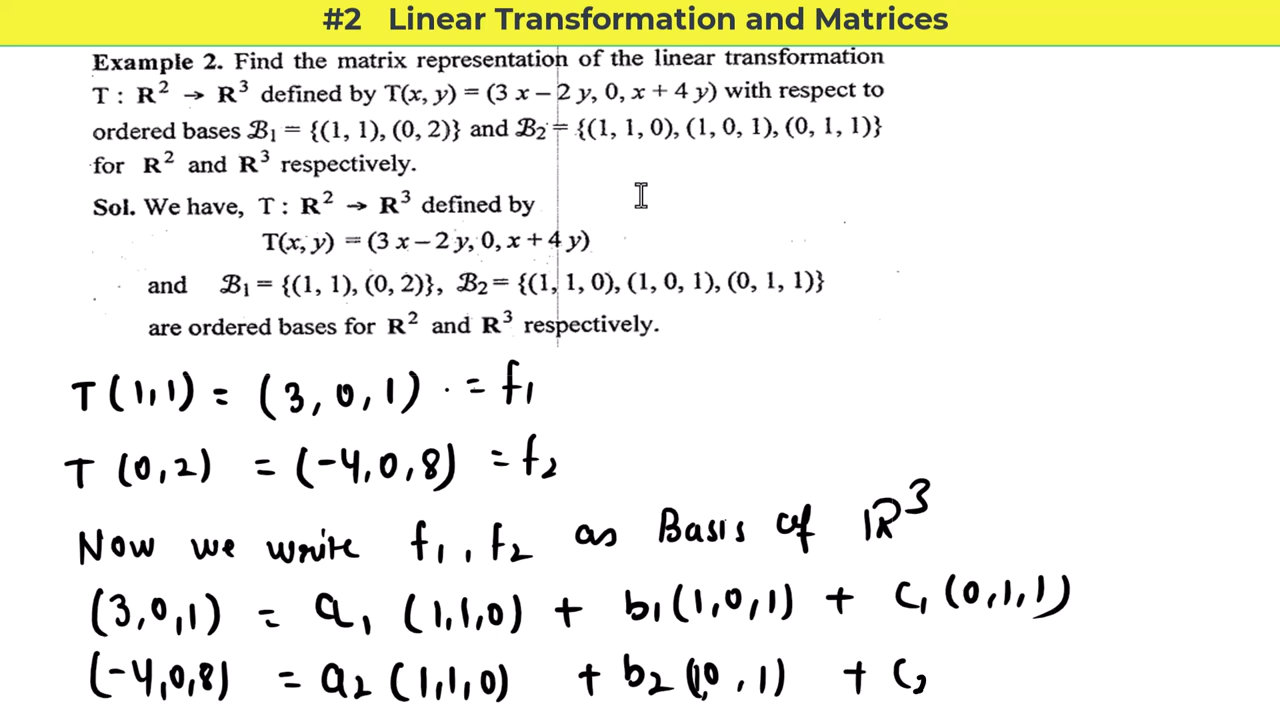 #2 Linear Transformation and Matrices
Example 2. Find the matrix representation of the linear transformation
T : R² → R³ defined by T(x, y) = (3 x − 2 y, 0, x + 4 y) with respect to
ordered bases ℬ₁ = {(1, 1), (0, 2)} and ℬ₂ = {(1, 1, 0), (1, 0, 1), (0, 1, 1)}
for R² and R³ respectively.
Sol. We have, T : R² → R³ defined by
T(x, y) = (3 x − 2 y, 0, x + 4 y)
and ℬ₁ = {(1, 1), (0, 2)}, ℬ₂ = {(1, 1, 0), (1, 0, 1), (0, 1, 1)}
are ordered bases for R² and R³ respectively.
T(1,1) = (3, 0, 1) = f₁
T (0,2) = (-4,0,8) = f₂
Now we write f₁, f₂ as Basis of ℝ³
(3,0,1) = a₁ (1,1,0) + b₁(1,0,1) + c₁(0,1,1)
(-4,0,8) = a₂(1,1,0) + b₂(1,0,1) + c₂